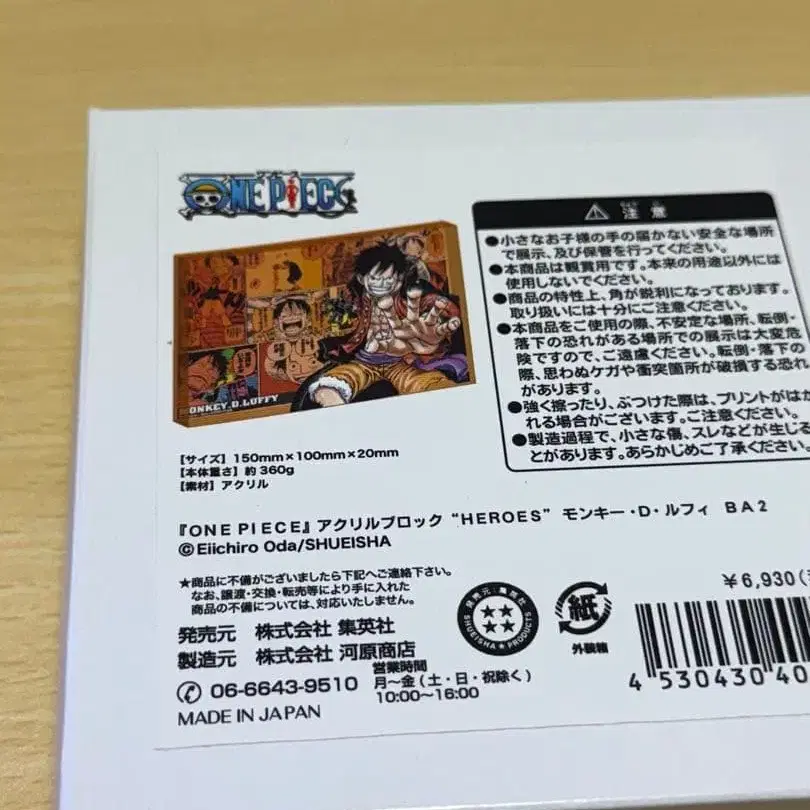 ONE PIECE
ONKEY.D.LUFFY
【サイズ】150mm×100mm×20mm
【本体重さ】約360g
【素材】アクリル
⚠ 注意
●小さなお子様の手の届かない安全な場所
で展示、及び保管を行ってください。
●本商品は観賞用です。本来の用途以外には
使用しないでください。
●商品の特性上、角が鋭利になっております。
取り扱いには十分にご注意ください。
●本商品をご使用の際、不安定な場所、転倒・
落下の恐れがある場所での展示は大変危
険ですので、ご遠慮ください。転倒・落下の
際、思わぬケガや衝突箇所が破損する恐れ
があります。
●強く擦ったり、ぶつけた際は、プリントがはが
れる場合がございます。ご注意ください。
●製造過程で、小さな傷、スレなどが生じる
とがあります。あらかじめご了承ください。
『ONE PIECE』アクリルブロック “HEROES” モンキー・D・ルフィ BA2
©Eiichiro Oda/SHUEISHA
★商品に不備がございましたら下記へご連絡下さい。
なお、譲渡・交換・転売等により手に入れた
商品の不備については、対応いたしません。
発売元 株式会社 集英社
製造元 株式会社 河原商店
✆ 06-6643-9510
営業時間
月～金(土・日・祝除く)
10:00～16:00
MADE IN JAPAN
発売元:集英社
SHUEISHA★PRODUCTS
紙
外装箱
¥6,930(
4 530430 40